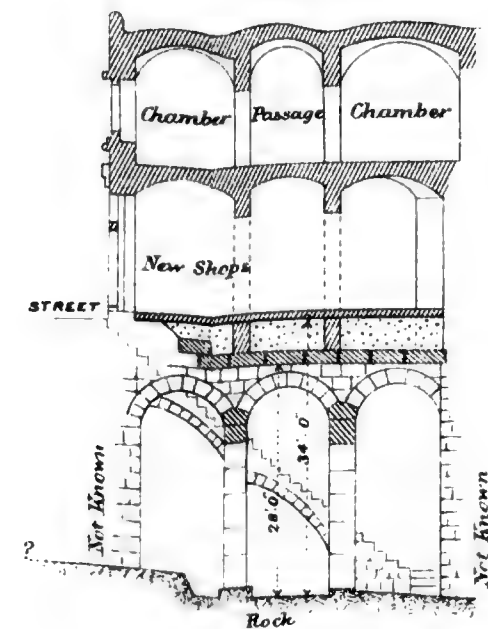 Chamber
Passage
Chamber
New Shops
STREET
34'.0"
28'.0"
Not Known
Not Known
?
Rock